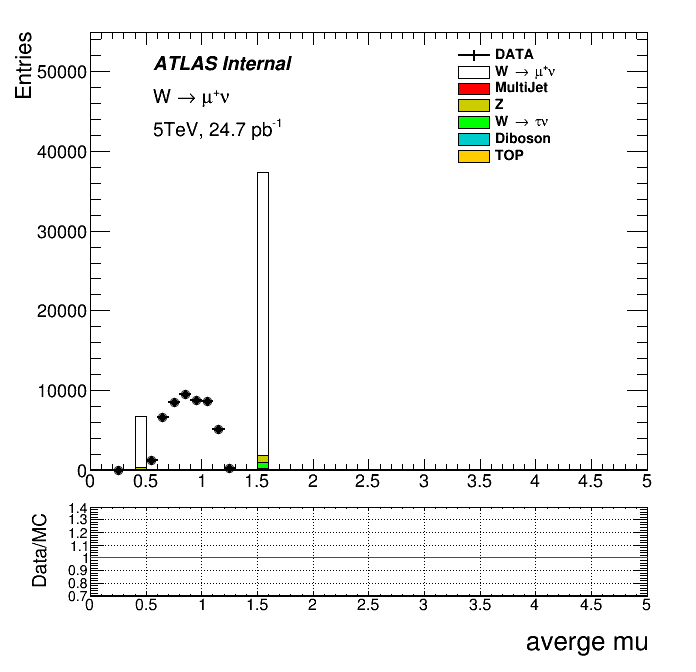 Entries
50000
40000
30000
20000
10000
0
ATLAS Internal
W → μ⁺ν
5TeV, 24.7 pb⁻¹
DATA
W → μ⁺ν
MultiJet
Z
W → τν
Diboson
TOP
0 0.5 1 1.5 2 2.5 3 3.5 4 4.5 5
Data/MC
1.4
1.3
1.2
1.1
1
0.9
0.8
0.7
0 0.5 1 1.5 2 2.5 3 3.5 4 4.5 5
averge mu